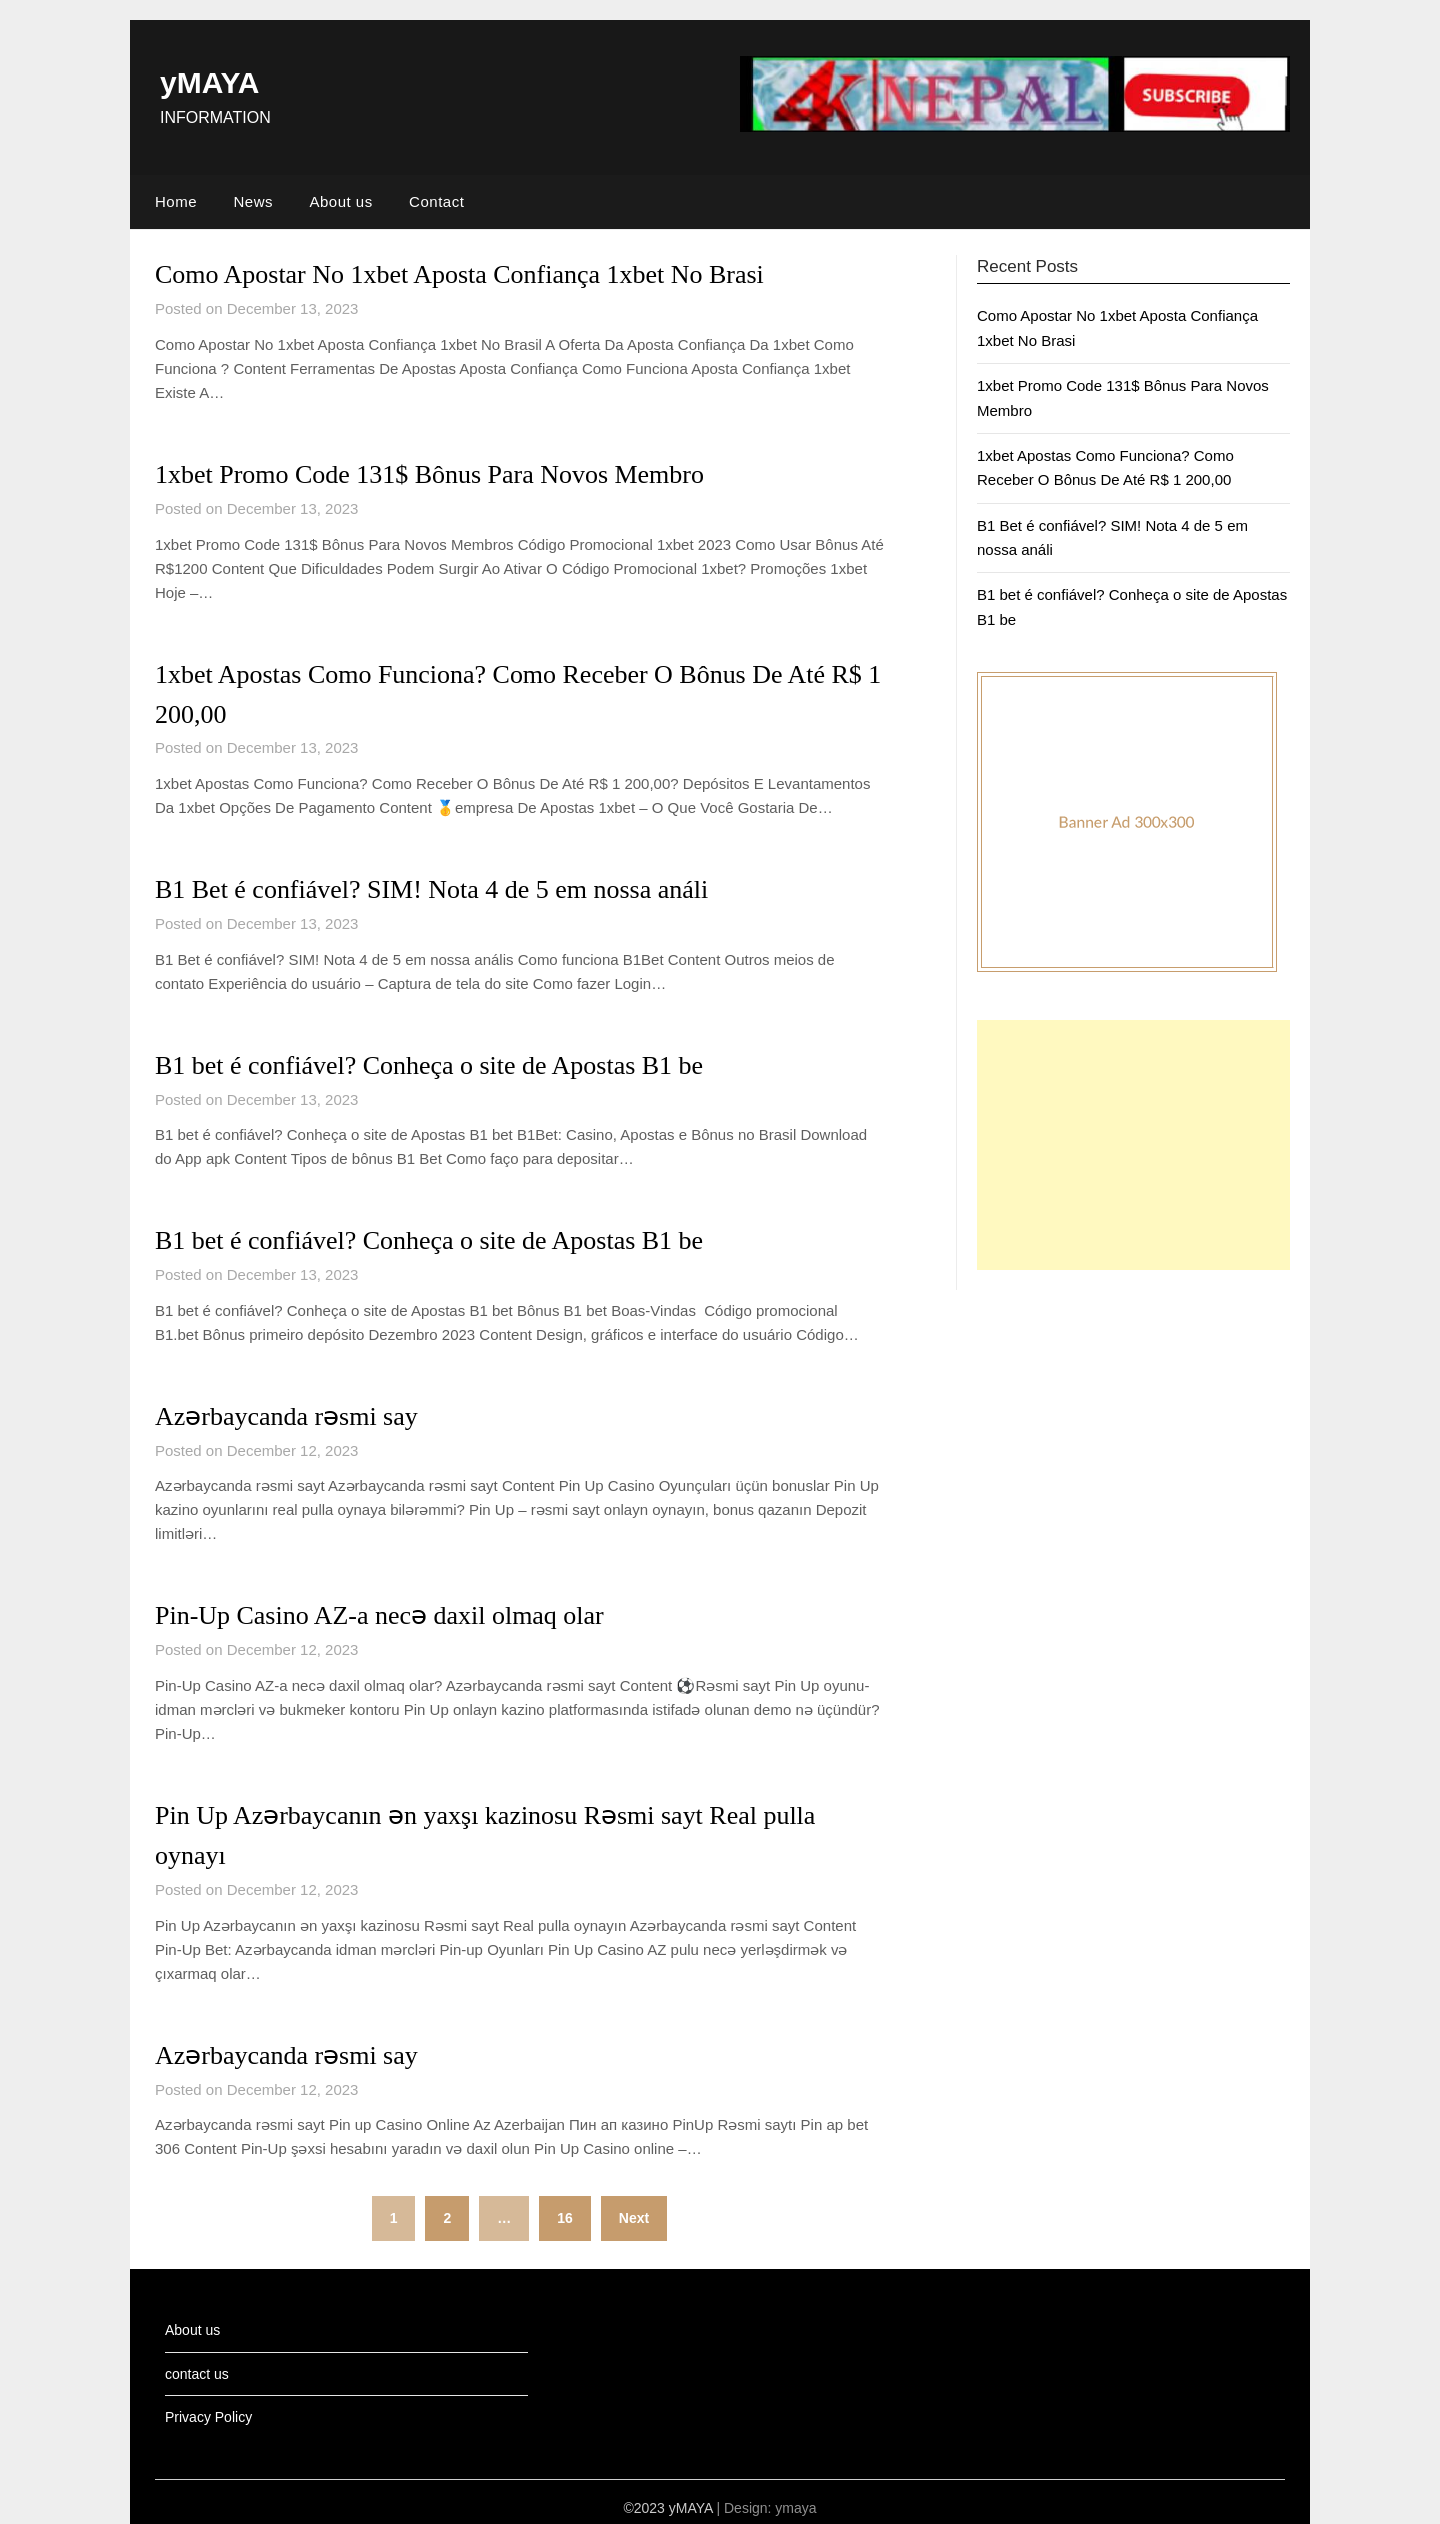 yMAYA
INFORMATION
4K NEPAL
SUBSCRIBE
Home News About us Contact
Como Apostar No 1xbet Aposta Confiança 1xbet No Brasi
Posted on December 13, 2023
Como Apostar No 1xbet Aposta Confiança 1xbet No Brasil A Oferta Da Aposta Confiança Da 1xbet Como
Funciona ? Content Ferramentas De Apostas Aposta Confiança Como Funciona Aposta Confiança 1xbet
Existe A…
1xbet Promo Code 131$ Bônus Para Novos Membro
Posted on December 13, 2023
1xbet Promo Code 131$ Bônus Para Novos Membros Código Promocional 1xbet 2023 Como Usar Bônus Até
R$1200 Content Que Dificuldades Podem Surgir Ao Ativar O Código Promocional 1xbet? Promoções 1xbet
Hoje –…
1xbet Apostas Como Funciona? Como Receber O Bônus De Até R$ 1
200,00
Posted on December 13, 2023
1xbet Apostas Como Funciona? Como Receber O Bônus De Até R$ 1 200,00? Depósitos E Levantamentos
Da 1xbet Opções De Pagamento Content 🥇empresa De Apostas 1xbet – O Que Você Gostaria De…
B1 Bet é confiável? SIM! Nota 4 de 5 em nossa análi
Posted on December 13, 2023
B1 Bet é confiável? SIM! Nota 4 de 5 em nossa anális Como funciona B1Bet Content Outros meios de
contato Experiência do usuário – Captura de tela do site Como fazer Login…
B1 bet é confiável? Conheça o site de Apostas B1 be
Posted on December 13, 2023
B1 bet é confiável? Conheça o site de Apostas B1 bet B1Bet: Casino, Apostas e Bônus no Brasil Download
do App apk Content Tipos de bônus B1 Bet Como faço para depositar…
B1 bet é confiável? Conheça o site de Apostas B1 be
Posted on December 13, 2023
B1 bet é confiável? Conheça o site de Apostas B1 bet Bônus B1 bet Boas-Vindas  Código promocional
B1.bet Bônus primeiro depósito Dezembro 2023 Content Design, gráficos e interface do usuário Código…
Azərbaycanda rəsmi say
Posted on December 12, 2023
Azərbaycanda rəsmi sayt Azərbaycanda rəsmi sayt Content Pin Up Casino Oyunçuları üçün bonuslar Pin Up
kazino oyunlarını real pulla oynaya bilərəmmi? Pin Up – rəsmi sayt onlayn oynayın, bonus qazanın Depozit
limitləri…
Pin-Up Casino AZ-a necə daxil olmaq olar
Posted on December 12, 2023
Pin-Up Casino AZ-a necə daxil olmaq olar? Azərbaycanda rəsmi sayt Content ⚽Rəsmi sayt Pin Up oyunu-
idman mərcləri və bukmeker kontoru Pin Up onlayn kazino platformasında istifadə olunan demo nə üçündür?
Pin-Up…
Pin Up Azərbaycanın ən yaxşı kazinosu Rəsmi sayt Real pulla
oynayı
Posted on December 12, 2023
Pin Up Azərbaycanın ən yaxşı kazinosu Rəsmi sayt Real pulla oynayın Azərbaycanda rəsmi sayt Content
Pin-Up Bet: Azərbaycanda idman mərcləri Pin-up Oyunları Pin Up Casino AZ pulu necə yerləşdirmək və
çıxarmaq olar…
Azərbaycanda rəsmi say
Posted on December 12, 2023
Azərbaycanda rəsmi sayt Pin up Casino Online Az Azerbaijan Пин ап казино PinUp Rəsmi saytı Pin ap bet
306 Content Pin-Up şəxsi hesabını yaradın və daxil olun Pin Up Casino online –…
1 2 … 16 Next
Recent Posts
Como Apostar No 1xbet Aposta Confiança
1xbet No Brasi
1xbet Promo Code 131$ Bônus Para Novos
Membro
1xbet Apostas Como Funciona? Como
Receber O Bônus De Até R$ 1 200,00
B1 Bet é confiável? SIM! Nota 4 de 5 em
nossa análi
B1 bet é confiável? Conheça o site de Apostas
B1 be
Banner Ad 300x300
About us
contact us
Privacy Policy
©2023 yMAYA | Design: ymaya